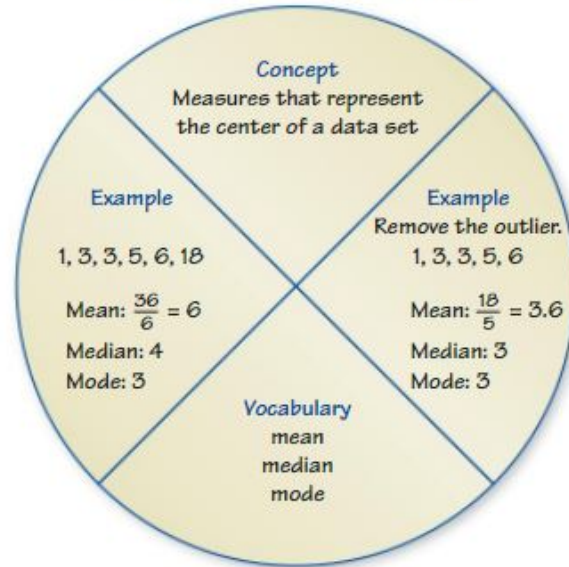 Concept
Measures that represent
the center of a data set
Example
1, 3, 3, 5, 6, 18
Mean: 36/6 = 6
Median: 4
Mode: 3
Example
Remove the outlier.
1, 3, 3, 5, 6
Mean: 18/5 = 3.6
Median: 3
Mode: 3
Vocabulary
mean
median
mode